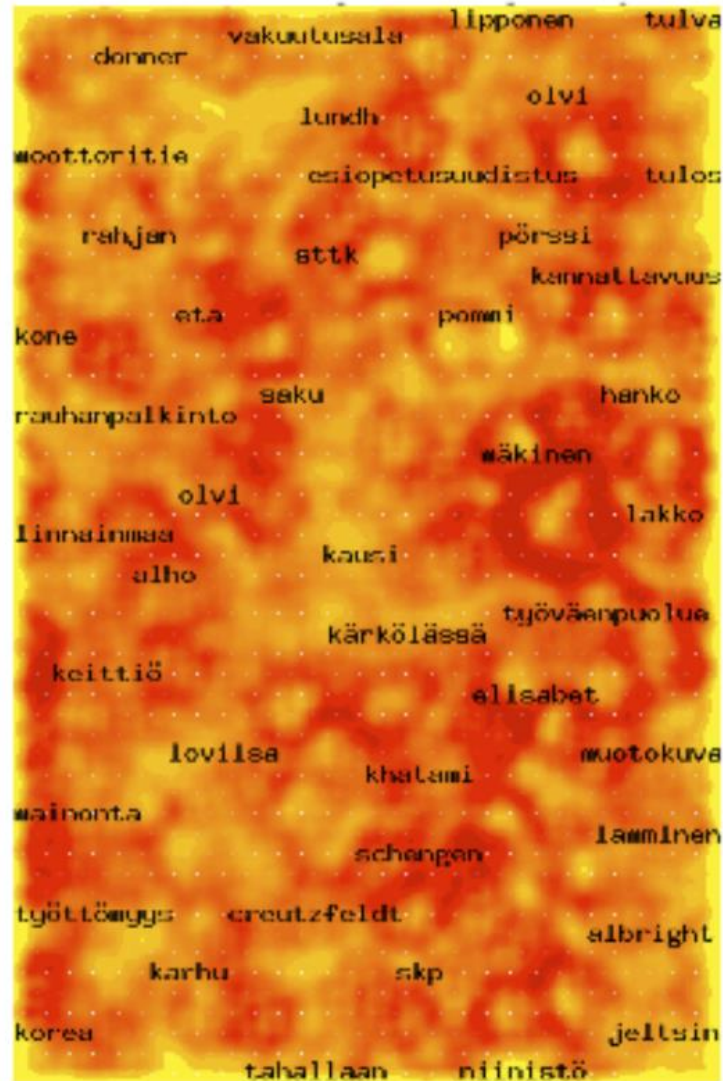 lipponen tulva
vakuutusala
donner
olvi
lundh
moottoritie
esiopetusuudistus tulos
rahjan pörssi
sttk
kannattavuus
eta pommi
kone
saku hanko
rauhanpalkinto
mäkinen
olvi
lakko
linnainmaa
kausi
alho
työväenpuolue
kärkölässä
keittiö
elisabet
loviisa muotokuva
khatami
mainonta
lamminen
schengen
työttömyys creutzfeldt
albright
karhu skp
korea jeltsin
tahallaan niinistö